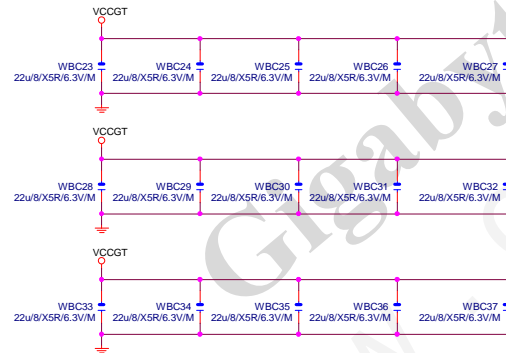 VCCGT
WBC23 WBC24 WBC25 WBC26 WBC27
22u/8/X5R/6.3V/M 22u/8/X5R/6.3V/M 22u/8/X5R/6.3V/M 22u/8/X5R/6.3V/M 22u/8/X5R/6.3V/M
VCCGT
WBC28 WBC29 WBC30 WBC31 WBC32
22u/8/X5R/6.3V/M 22u/8/X5R/6.3V/M 22u/8/X5R/6.3V/M 22u/8/X5R/6.3V/M 22u/8/X5R/6.3V/M
VCCGT
WBC33 WBC34 WBC35 WBC36 WBC37
22u/8/X5R/6.3V/M 22u/8/X5R/6.3V/M 22u/8/X5R/6.3V/M 22u/8/X5R/6.3V/M 22u/8/X5R/6.3V/M
Gigabyt